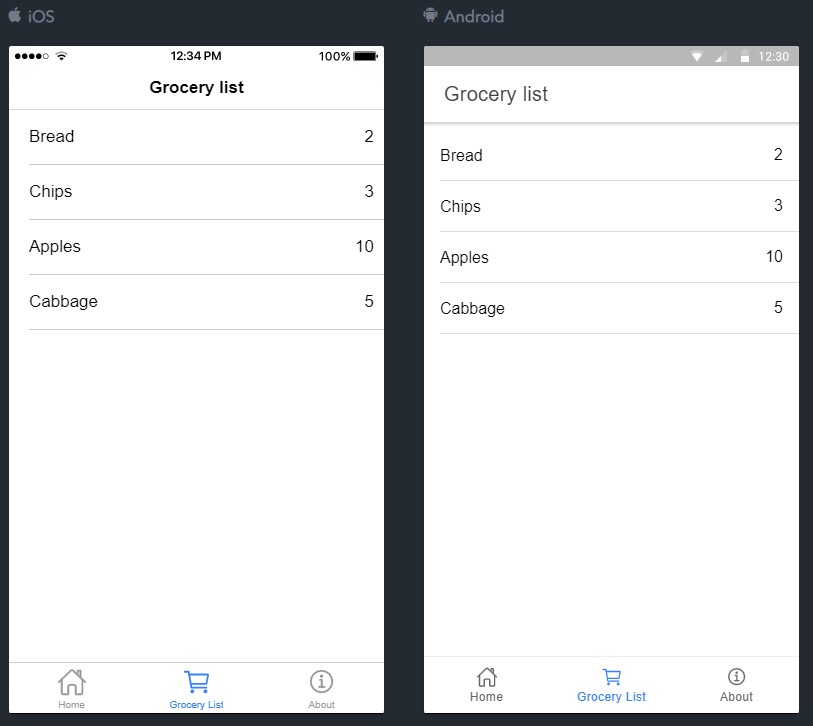 iOS
12:34 PM 100%
Grocery list
Bread 2
Chips 3
Apples 10
Cabbage 5
Home Grocery List About
Android
12:30
Grocery list
Bread 2
Chips 3
Apples 10
Cabbage 5
Home Grocery List About